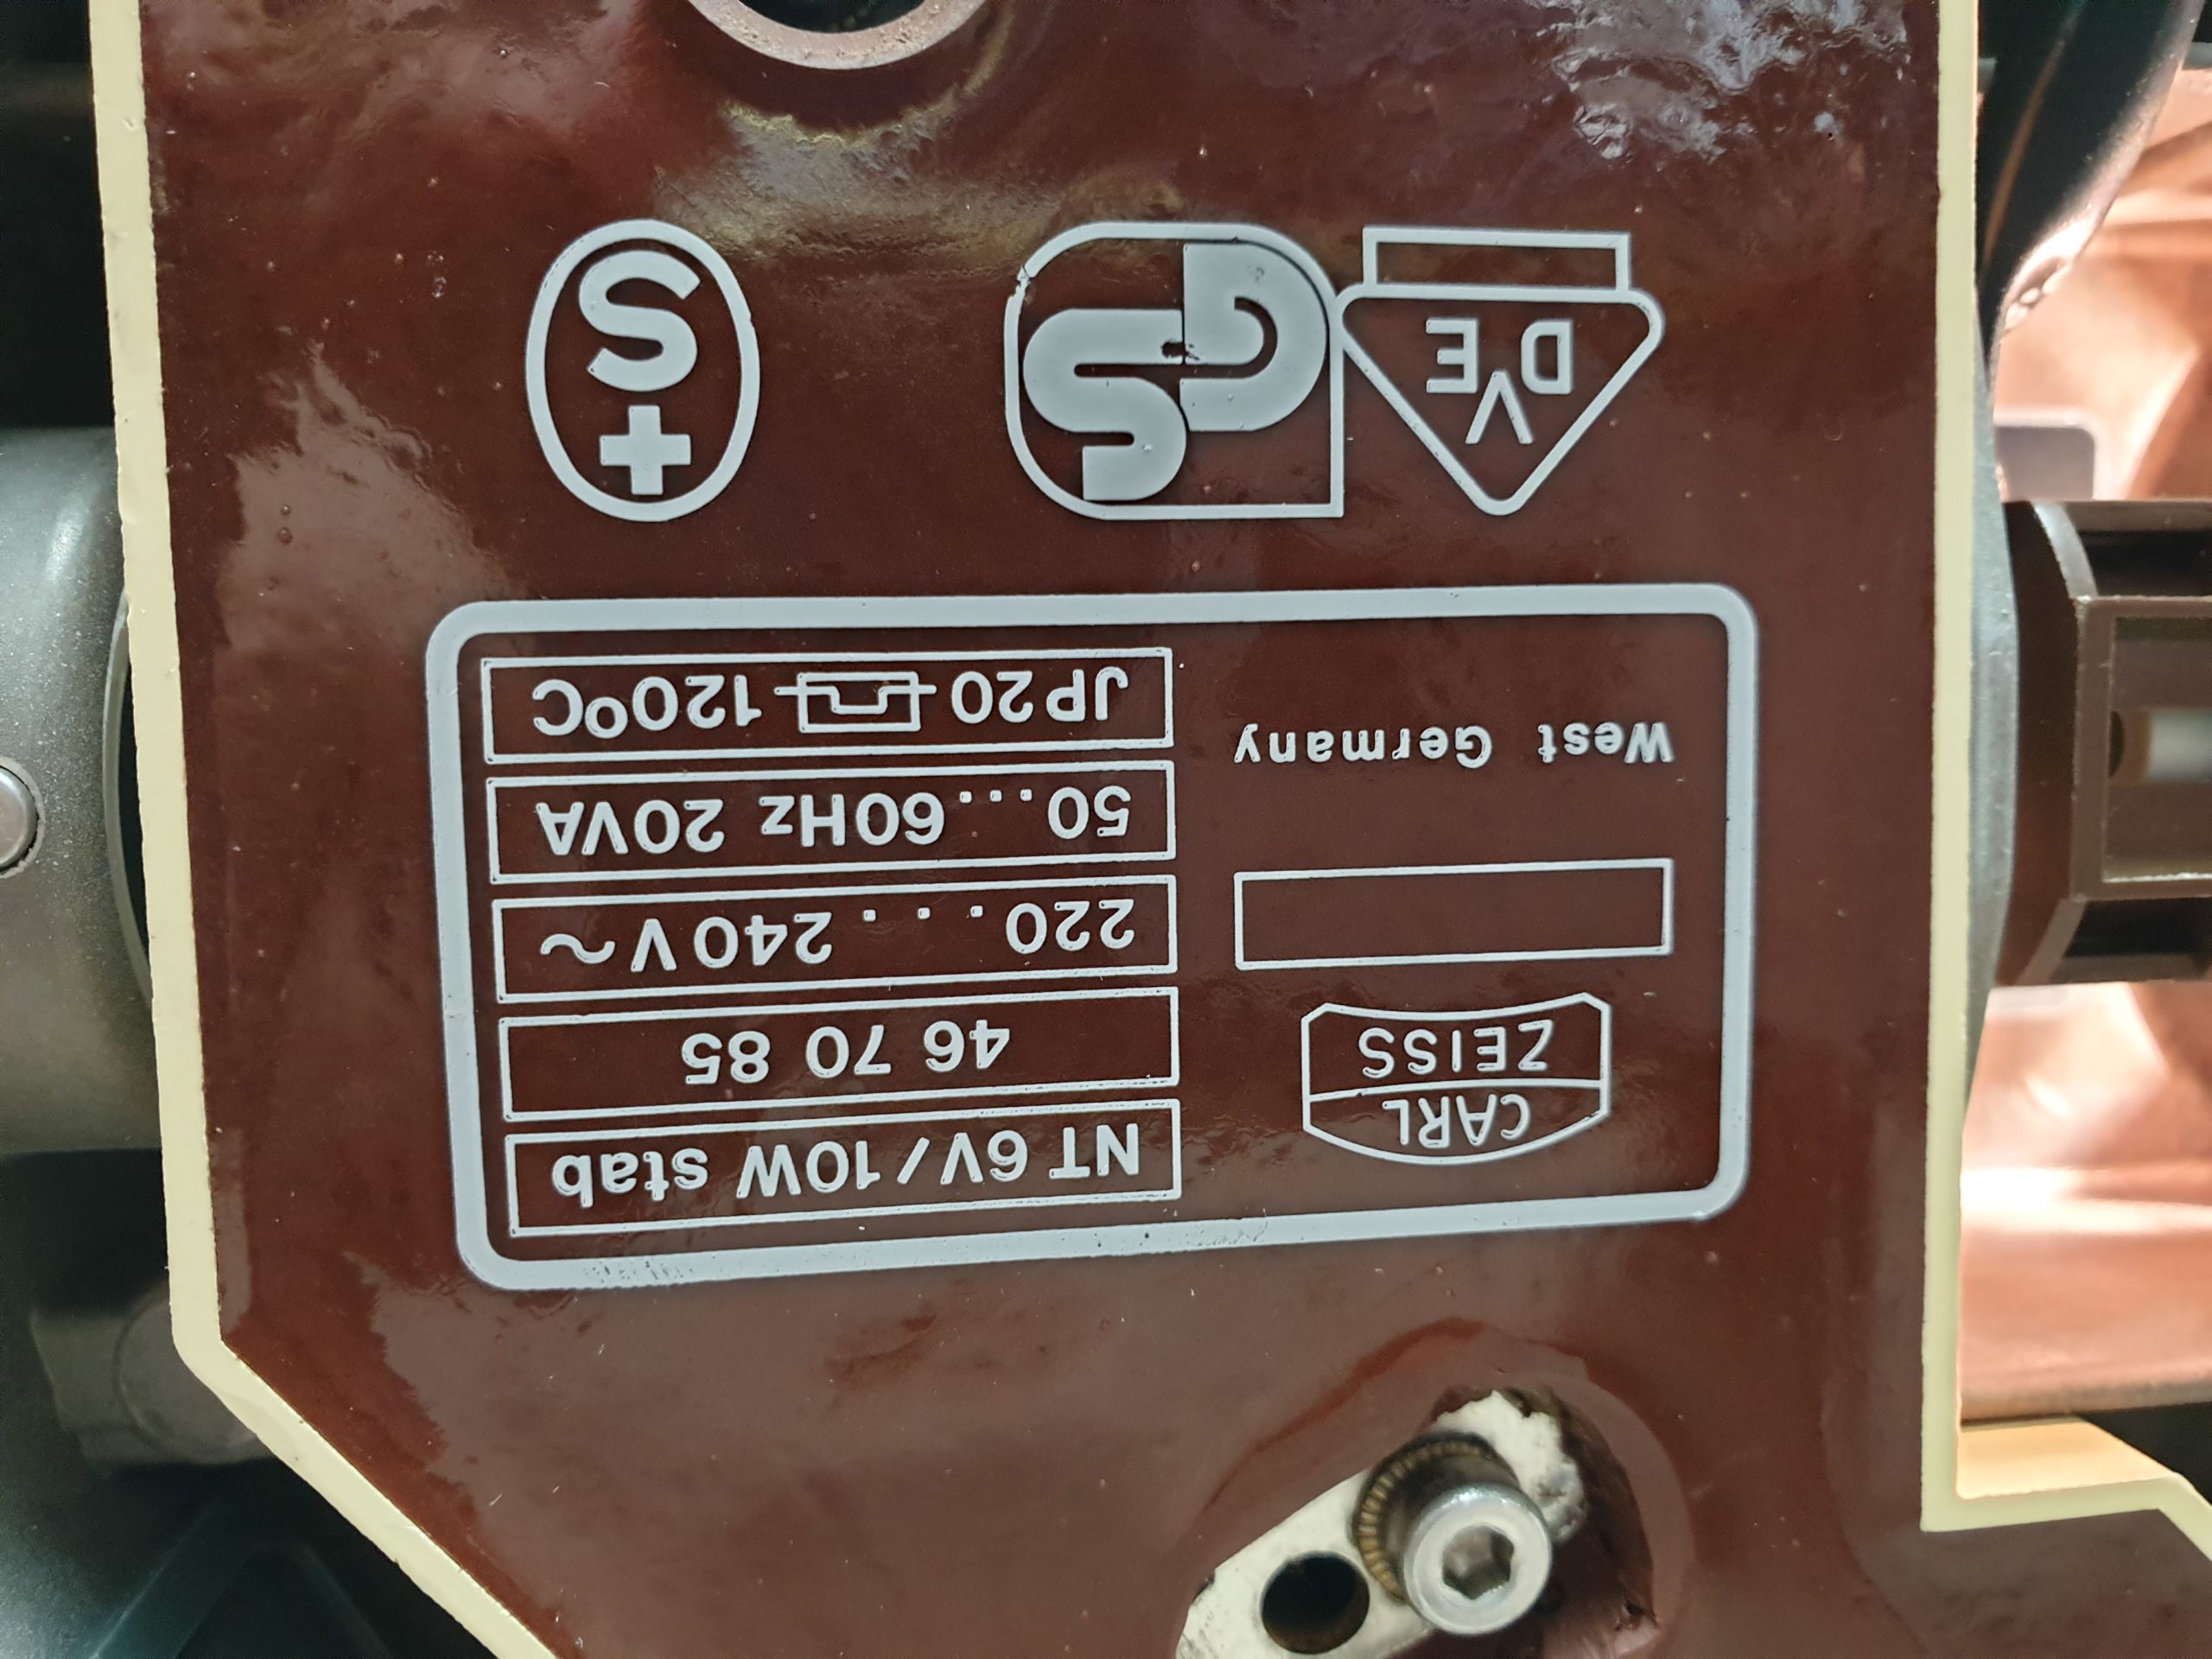 CARL
ZEISS
West Germany
NT 6V/10W stab
46 70 85
220 . . . 240 V ~
50...60Hz 20VA
JP20 120°C
VDE
GS
+S